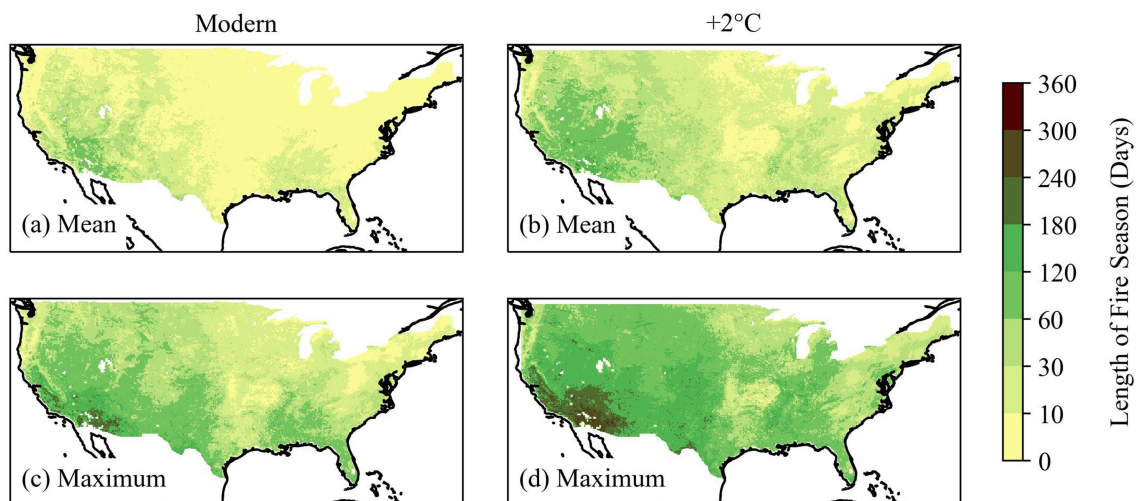 Modern
+2°C
(a) Mean
(b) Mean
(c) Maximum
(d) Maximum
360
300
240
180
120
60
30
10
0
Length of Fire Season (Days)